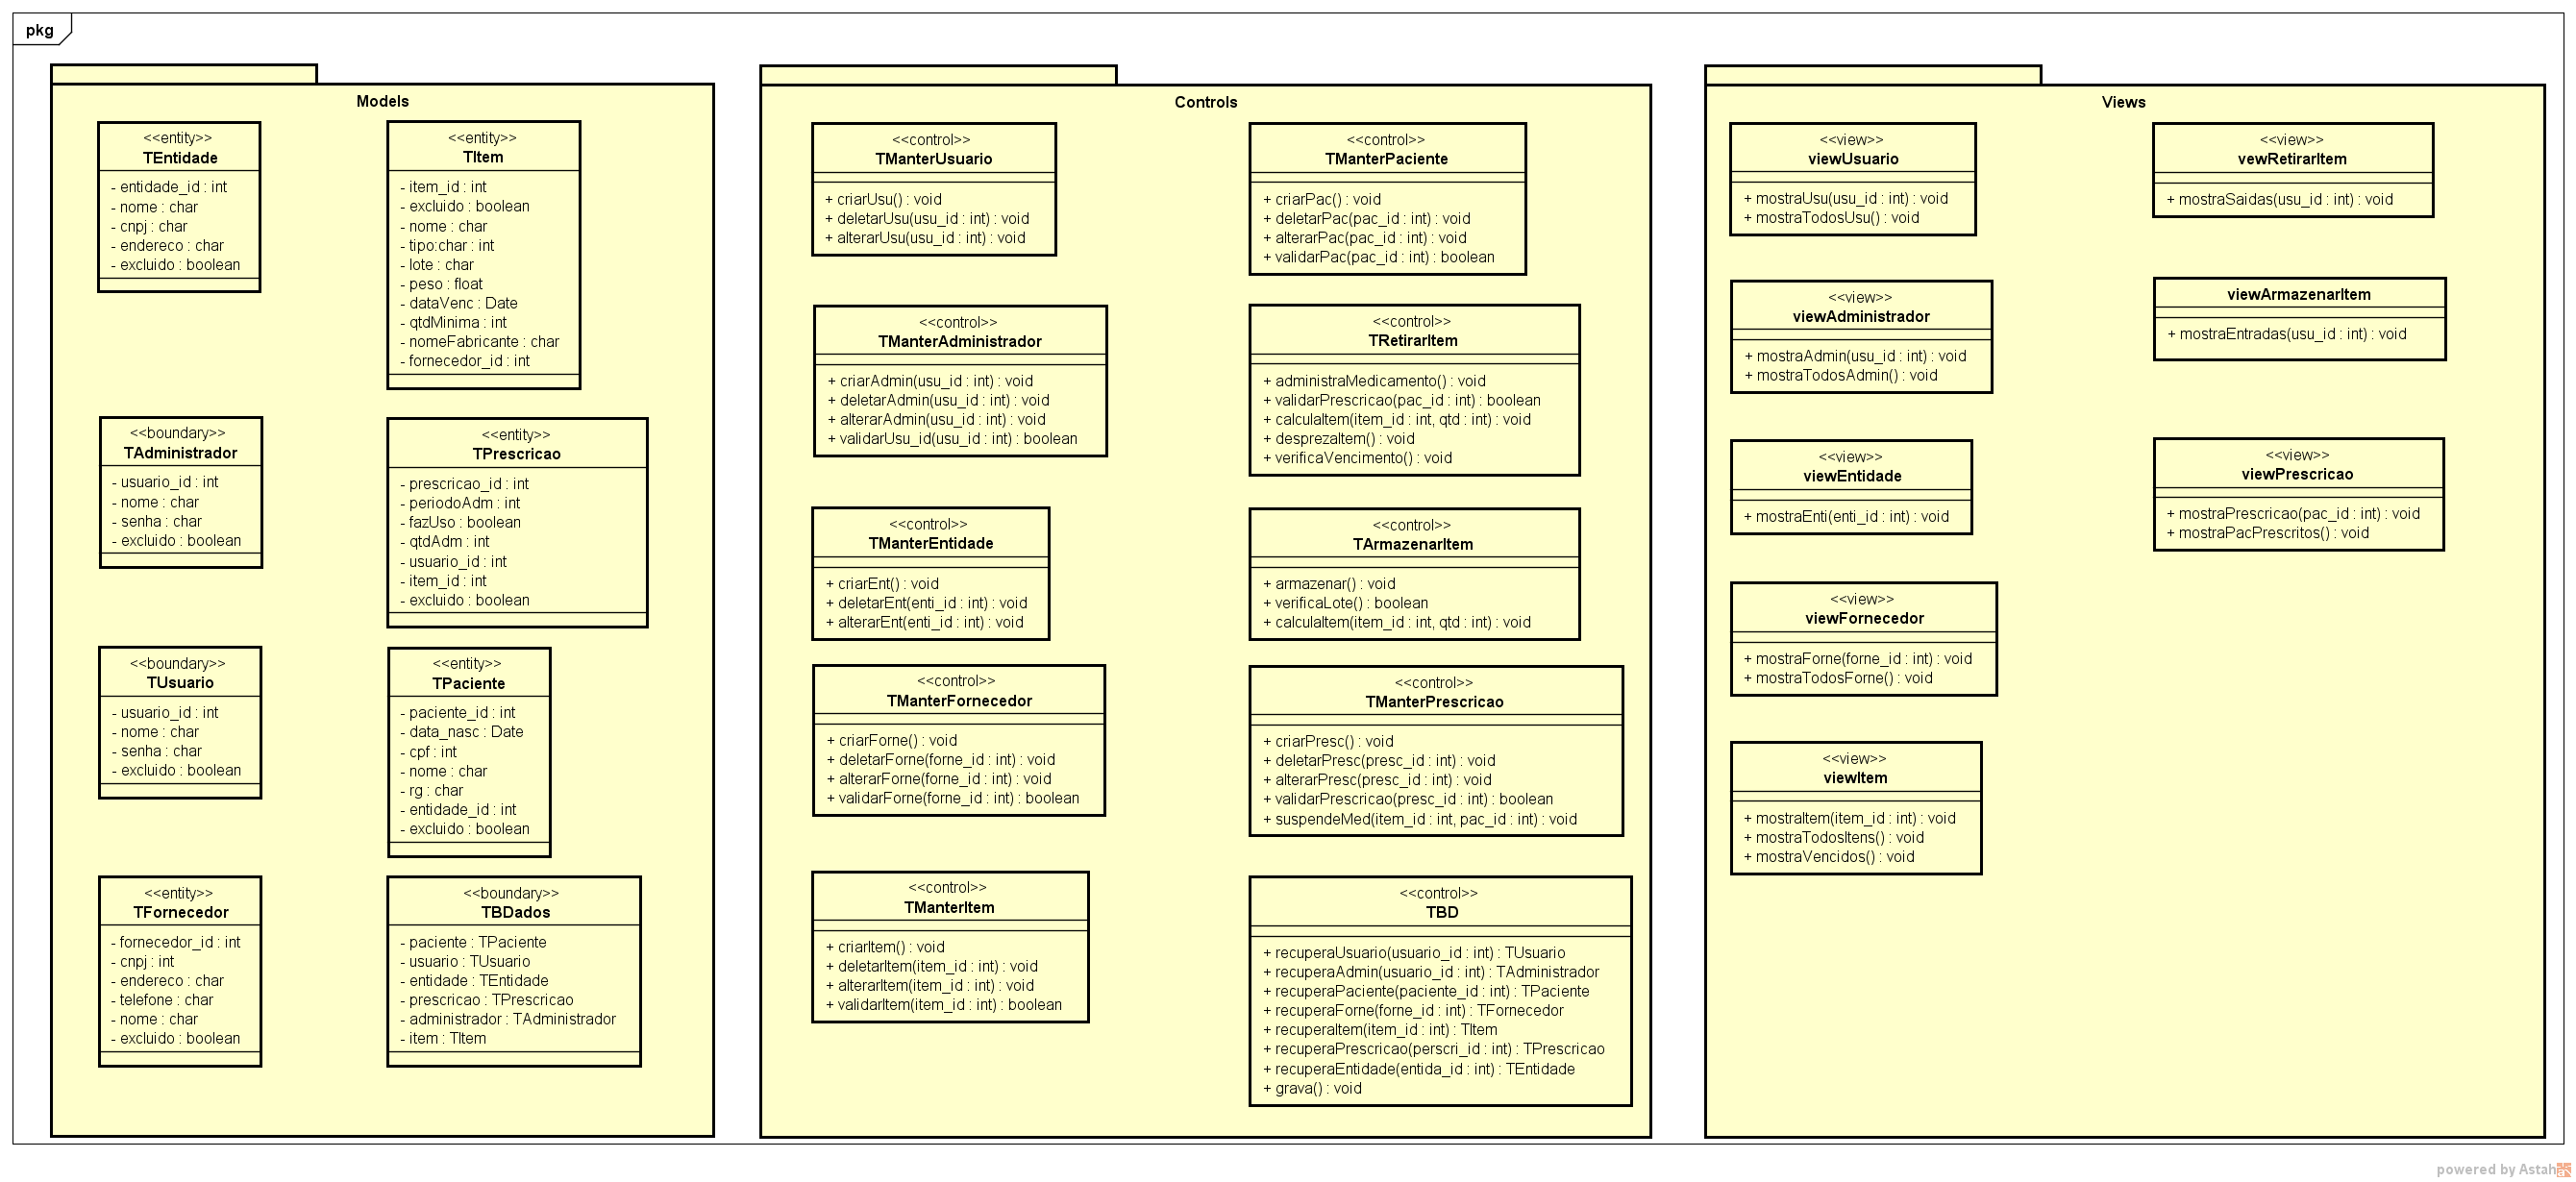 pkg
Models
<<entity>>
TEntidade
- entidade_id : int
- nome : char
- cnpj : char
- endereco : char
- excluido : boolean
<<entity>>
TItem
- item_id : int
- excluido : boolean
- nome : char
- tipo:char : int
- lote : char
- peso : float
- dataVenc : Date
- qtdMinima : int
- nomeFabricante : char
- fornecedor_id : int
<<boundary>>
TAdministrador
- usuario_id : int
- nome : char
- senha : char
- excluido : boolean
<<entity>>
TPrescricao
- prescricao_id : int
- periodoAdm : int
- fazUso : boolean
- qtdAdm : int
- usuario_id : int
- item_id : int
- excluido : boolean
<<boundary>>
TUsuario
- usuario_id : int
- nome : char
- senha : char
- excluido : boolean
<<entity>>
TPaciente
- paciente_id : int
- data_nasc : Date
- cpf : int
- nome : char
- rg : char
- entidade_id : int
- excluido : boolean
<<entity>>
TFornecedor
- fornecedor_id : int
- cnpj : int
- endereco : char
- telefone : char
- nome : char
- excluido : boolean
<<boundary>>
TBDados
- paciente : TPaciente
- usuario : TUsuario
- entidade : TEntidade
- prescricao : TPrescricao
- administrador : TAdministrador
- item : TItem
Controls
<<control>>
TManterUsuario
+ criarUsu() : void
+ deletarUsu(usu_id : int) : void
+ alterarUsu(usu_id : int) : void
<<control>>
TManterPaciente
+ criarPac() : void
+ deletarPac(pac_id : int) : void
+ alterarPac(pac_id : int) : void
+ validarPac(pac_id : int) : boolean
<<control>>
TManterAdministrador
+ criarAdmin(usu_id : int) : void
+ deletarAdmin(usu_id : int) : void
+ alterarAdmin(usu_id : int) : void
+ validarUsu_id(usu_id : int) : boolean
<<control>>
TRetirarItem
+ administraMedicamento() : void
+ validarPrescricao(pac_id : int) : boolean
+ calculaItem(item_id : int, qtd : int) : void
+ desprezaItem() : void
+ verificaVencimento() : void
<<control>>
TManterEntidade
+ criarEnt() : void
+ deletarEnt(enti_id : int) : void
+ alterarEnt(enti_id : int) : void
<<control>>
TArmazenarItem
+ armazenar() : void
+ verificaLote() : boolean
+ calculaItem(item_id : int, qtd : int) : void
<<control>>
TManterFornecedor
+ criarForne() : void
+ deletarForne(forne_id : int) : void
+ alterarForne(forne_id : int) : void
+ validarForne(forne_id : int) : boolean
<<control>>
TManterPrescricao
+ criarPresc() : void
+ deletarPresc(presc_id : int) : void
+ alterarPresc(presc_id : int) : void
+ validarPrescricao(presc_id : int) : boolean
+ suspendeMed(item_id : int, pac_id : int) : void
<<control>>
TManterItem
+ criarItem() : void
+ deletarItem(item_id : int) : void
+ alterarItem(item_id : int) : void
+ validarItem(item_id : int) : boolean
<<control>>
TBD
+ recuperaUsuario(usuario_id : int) : TUsuario
+ recuperaAdmin(usuario_id : int) : TAdministrador
+ recuperaPaciente(paciente_id : int) : TPaciente
+ recuperaForne(forne_id : int) : TFornecedor
+ recuperaItem(item_id : int) : TItem
+ recuperaPrescricao(perscri_id : int) : TPrescricao
+ recuperaEntidade(entida_id : int) : TEntidade
+ grava() : void
Views
<<view>>
viewUsuario
+ mostraUsu(usu_id : int) : void
+ mostraTodosUsu() : void
<<view>>
vewRetirarItem
+ mostraSaidas(usu_id : int) : void
<<view>>
viewAdministrador
+ mostraAdmin(usu_id : int) : void
+ mostraTodosAdmin() : void
viewArmazenarItem
+ mostraEntradas(usu_id : int) : void
<<view>>
viewEntidade
+ mostraEnti(enti_id : int) : void
<<view>>
viewPrescricao
+ mostraPrescricao(pac_id : int) : void
+ mostraPacPrescritos() : void
<<view>>
viewFornecedor
+ mostraForne(forne_id : int) : void
+ mostraTodosForne() : void
<<view>>
viewItem
+ mostraItem(item_id : int) : void
+ mostraTodosItens() : void
+ mostraVencidos() : void
powered by Astah